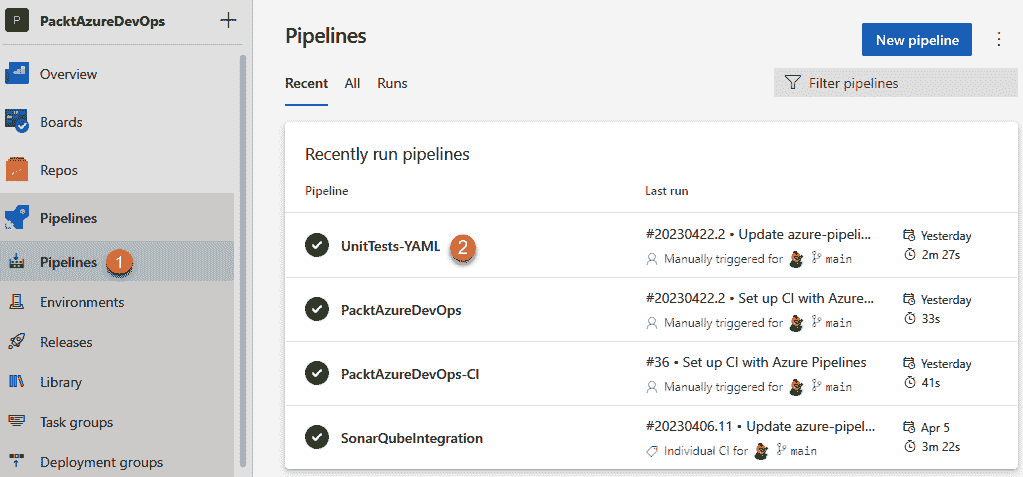 P PacktAzureDevOps +
Overview
Boards
Repos
Pipelines
Pipelines 1
Environments
Releases
Library
Task groups
Deployment groups
Pipelines
New pipeline
Recent All Runs
Filter pipelines
Recently run pipelines
Pipeline Last run
UnitTests-YAML 2
#20230422.2 • Update azure-pipeli...
Manually triggered for main
Yesterday
2m 27s
PacktAzureDevOps
#20230422.2 • Set up CI with Azure...
Manually triggered for main
Yesterday
33s
PacktAzureDevOps-CI
#36 • Set up CI with Azure Pipelines
Manually triggered for main
Yesterday
41s
SonarQubeIntegration
#20230406.11 • Update azure-pipel...
Individual CI for main
Apr 5
3m 22s